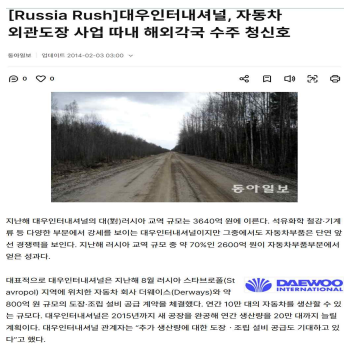 [Russia Rush]대우인터내셔널, 자동차
외관도장 사업 따내 해외각국 수주 청신호
동아일보 | 업데이트 2014-02-03 03:00
0 0
동아일보
지난해 대우인터내셔널의 대(對)러시아 교역 규모는 3640억 원에 이른다. 석유화학 철강·기계
류 등 다양한 부문에서 강세를 보이는 대우인터내셔널이지만 그중에서도 자동차부품은 단연 앞
선 경쟁력을 보인다. 지난해 러시아 교역 규모 중 약 70%인 2600억 원이 자동차부품부문에서
얻은 성과다.
대표적으로 대우인터내셔널은 지난해 8월 러시아 스타브로폴(St
avropol) 지역에 위치한 자동차 회사 더웨이스(Derways)와 약
800억 원 규모의 도장·조립 설비 공급 계약을 체결했다. 연간 10만 대의 자동차를 생산할 수 있
는 규모다. 대우인터내셔널은 2015년까지 새 공장을 완공해 연간 생산량을 20만 대까지 늘릴
계획이다. 대우인터내셔널 관계자는 “추가 생산량에 대한 도장·조립 설비 공급도 기대하고 있
다”고 했다.
DAEWOO
INTERNATIONAL